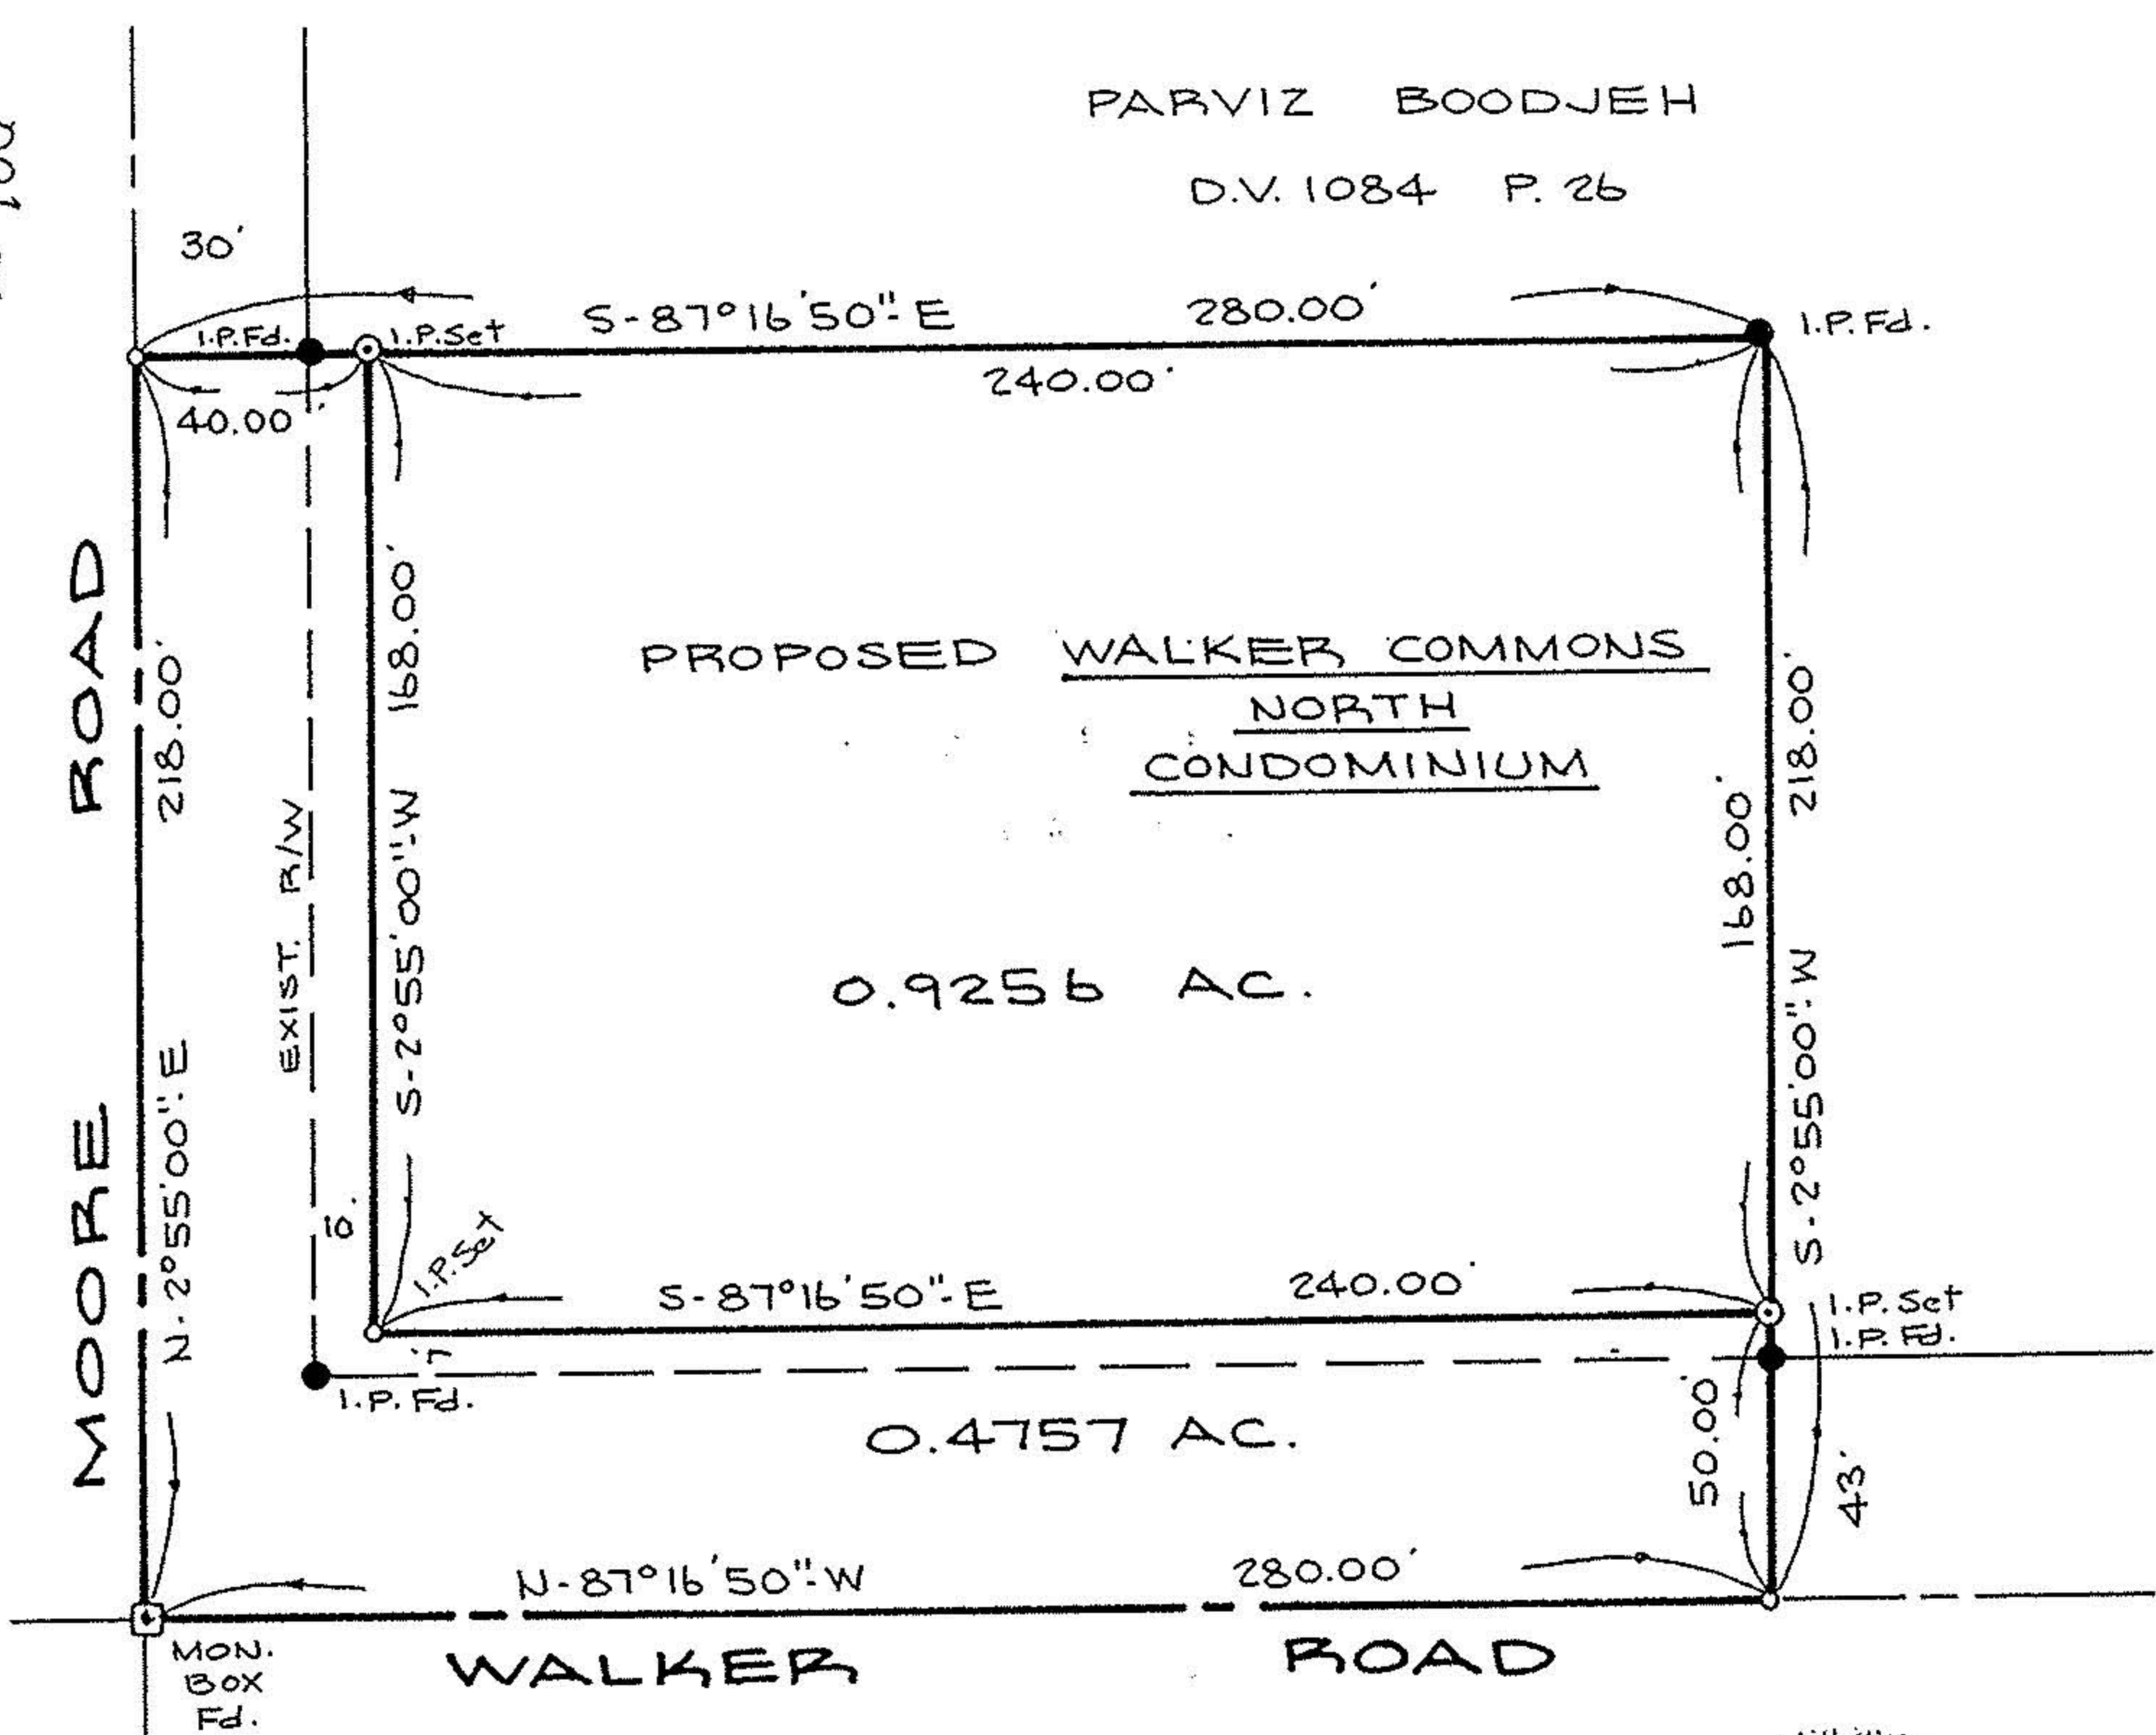 PARVIZ BOODJEH
D.V. 1084 P. 26
30'
S-87°16'50"-E 280.00'
I.P.Fd.
I.P.Set
I.P.Fd.
240.00'
40.00'
MOORE ROAD
N-2°55'00"-E 218.00'
EXIST. R/W
S-2°55'00"-W 168.00'
PROPOSED WALKER COMMONS
NORTH
CONDOMINIUM
168.00'
S-2°55'00"-W 218.00'
0.9256 AC.
10'
I.P.Set
S-87°16'50"-E 240.00'
I.P. Set
I.P. Fd.
7'
I.P. Fd.
0.4757 AC.
50.00'
43'
N-87°16'50"-W 280.00'
MON.
BOX
Fd.
WALKER ROAD